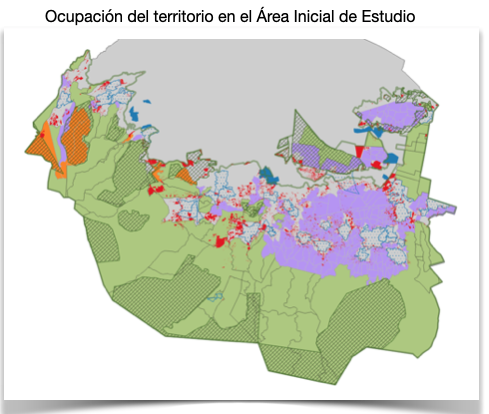 Ocupación del territorio en el Área Inicial de Estudio